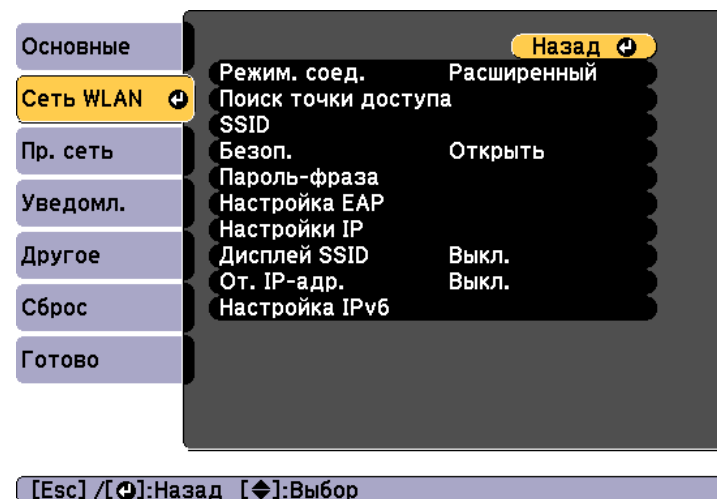 Основные
Сеть WLAN
Пр. сеть
Уведомл.
Другое
Сброс
Готово
Назад
Режим. соед. Расширенный
Поиск точки доступа
SSID
Безоп. Открыть
Пароль-фраза
Настройка EAP
Настройки IP
Дисплей SSID Выкл.
От. IP-адр. Выкл.
Настройка IPv6
[Esc] /[⏎]:Назад [◆]:Выбор